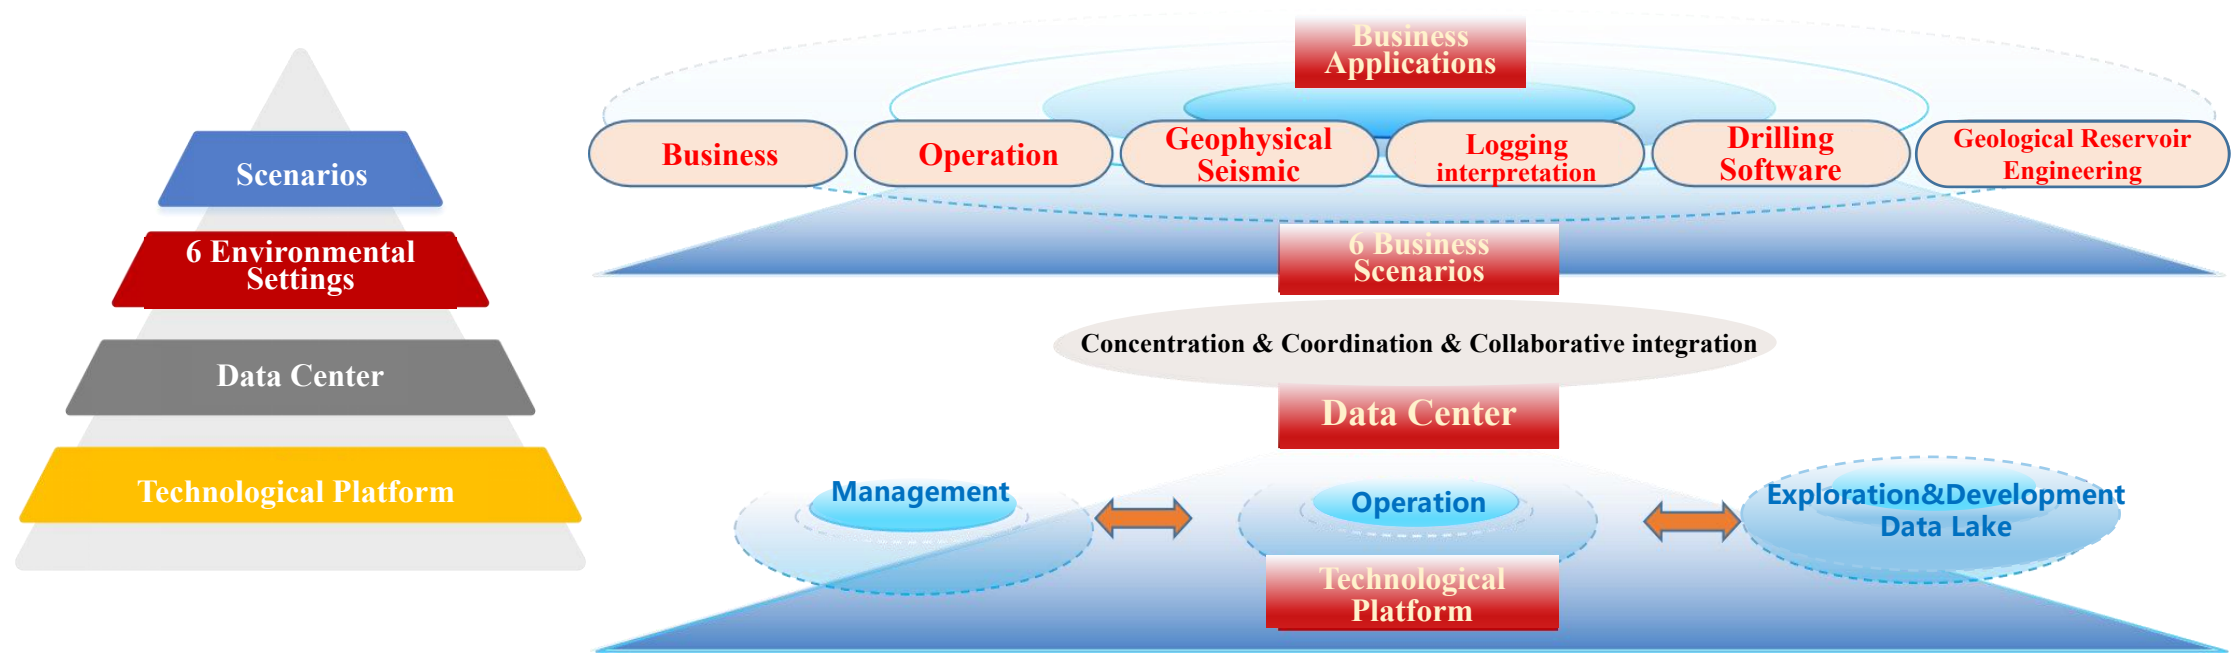 Scenarios
6 Environmental
Settings
Data Center
Technological Platform
Business
Applications
Business
Operation
Geophysical
Seismic
Logging
interpretation
Drilling
Software
Geological Reservoir
Engineering
6 Business
Scenarios
Concentration & Coordination & Collaborative integration
Data Center
Management
Operation
Exploration&Development
Data Lake
Technological
Platform